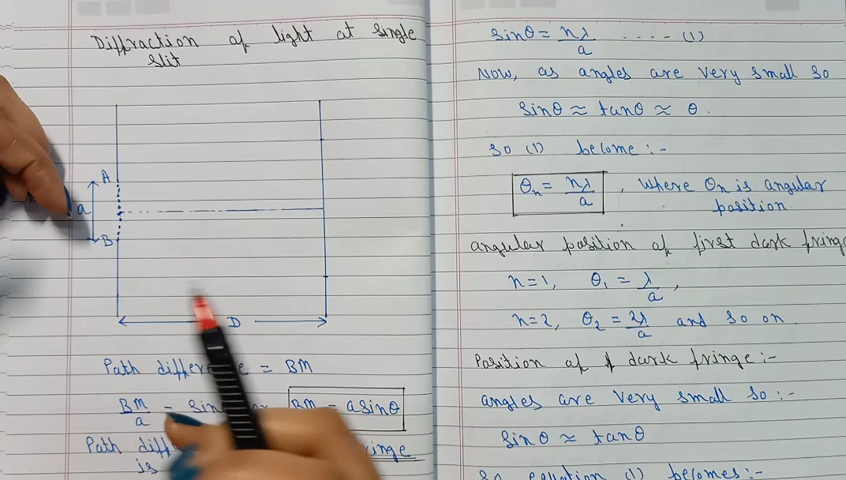 Diffraction of light at single
slit
A
a
B
D
Path difference = BM
BM/a = sin
BM = a sinθ
Path diff
fringe
is
sinθ = nλ/a ..... (1)
Now, as angles are very small so
sinθ ≈ tanθ ≈ θ.
so (1) become :-
θn = nλ/a , where θn is angular
position
angular position of first dark fringe
n=1, θ1 = λ/a ,
n=2, θ2 = 2λ/a and so on
Position of dark fringe :-
angles are very small so :-
sinθ ≈ tanθ
so equation (1) becomes :-